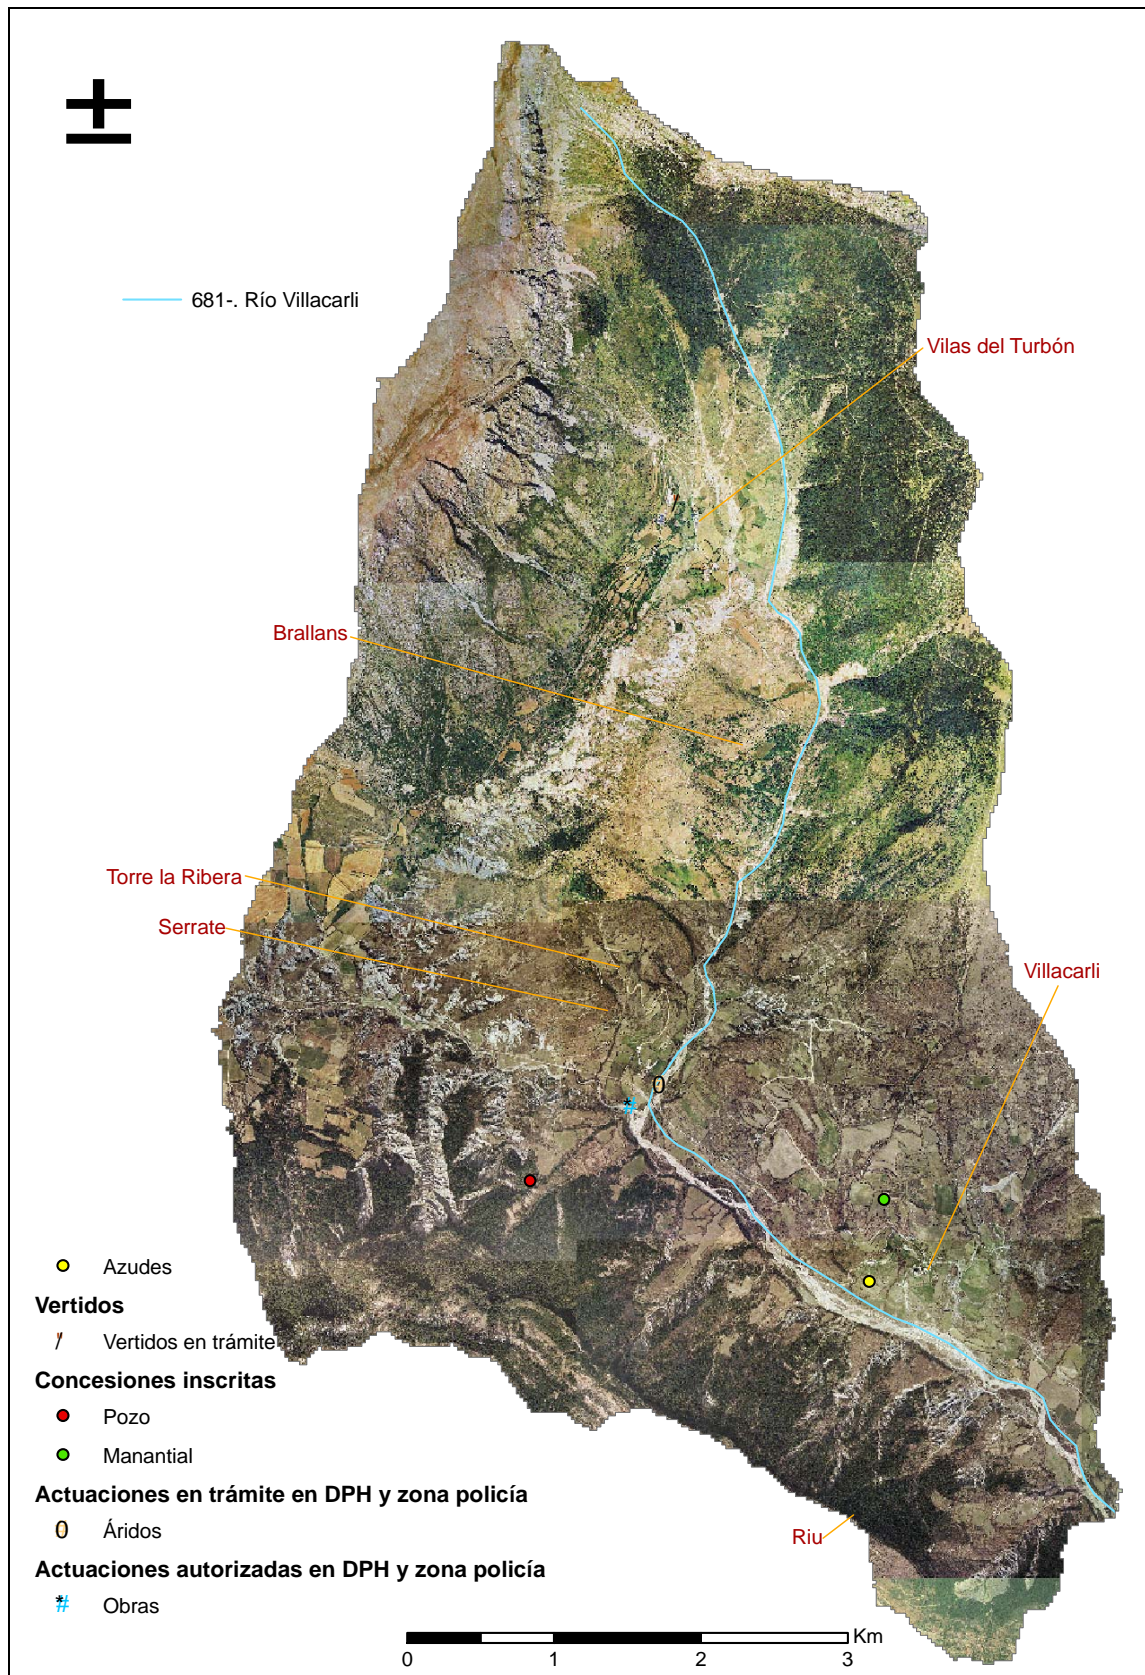 681-. Río Villacarli
Vilas del Turbón
Brallans
Torre la Ribera
Serrate
Villacarli
Azudes
Vertidos
Vertidos en trámite
Concesiones inscritas
Pozo
Manantial
Actuaciones en trámite en DPH y zona policía
Áridos
Riu
Actuaciones autorizadas en DPH y zona policía
Obras
Km
0 1 2 3